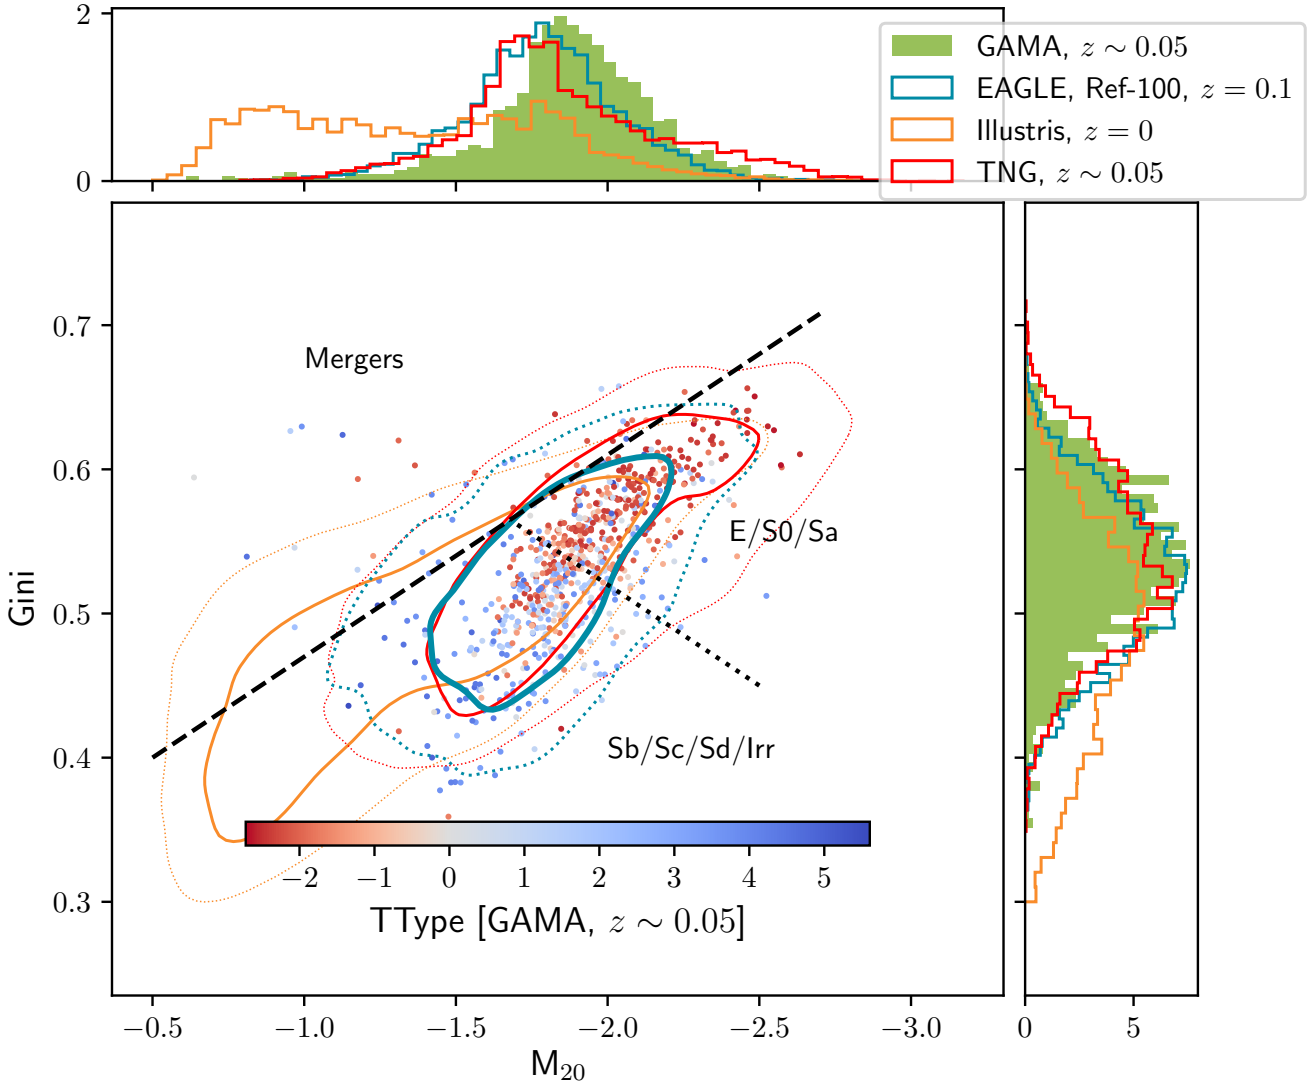 2
0
GAMA, z ∼ 0.05
EAGLE, Ref-100, z = 0.1
Illustris, z = 0
TNG, z ∼ 0.05
0.7
0.6
0.5
0.4
0.3
Gini
Mergers
E/S0/Sa
Sb/Sc/Sd/Irr
−2 −1 0 1 2 3 4 5
TType [GAMA, z ∼ 0.05]
−0.5 −1.0 −1.5 −2.0 −2.5 −3.0
0 5
M₂₀